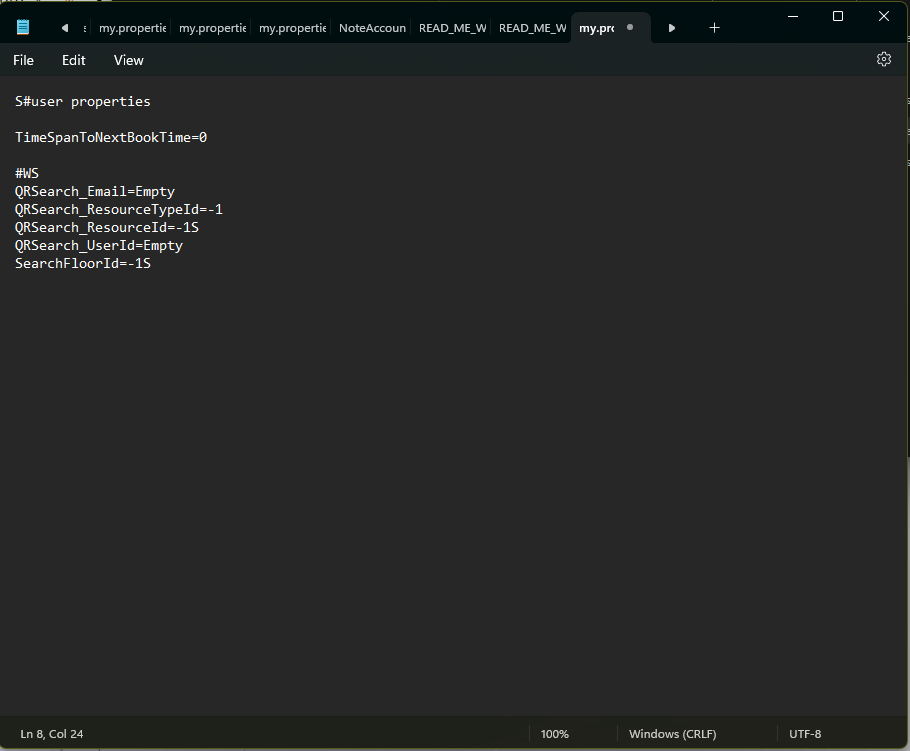 my.propertie my.propertie my.propertie NoteAccoun READ_ME_W READ_ME_W my.pro
File Edit View
S#user properties
TimeSpanToNextBookTime=0
#WS
QRSearch_Email=Empty
QRSearch_ResourceTypeId=-1
QRSearch_ResourceId=-1S
QRSearch_UserId=Empty
SearchFloorId=-1S
Ln 8, Col 24 100% Windows (CRLF) UTF-8